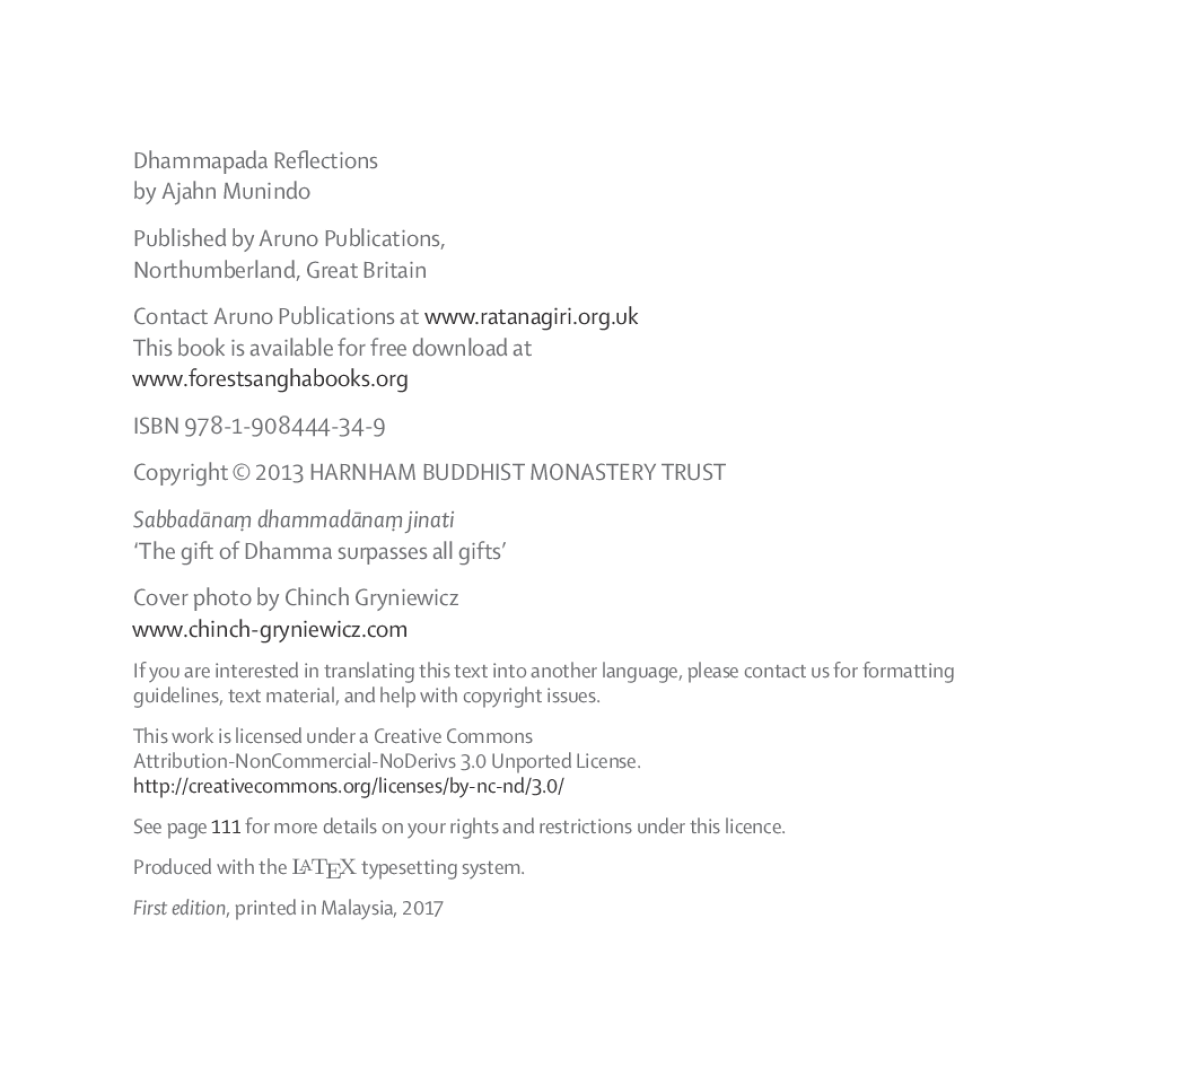 Dhammapada Reflections
by Ajahn Munindo
Published by Aruno Publications,
Northumberland, Great Britain
Contact Aruno Publications at www.ratanagiri.org.uk
This book is available for free download at
www.forestsanghabooks.org
ISBN 978-1-908444-34-9
Copyright © 2013 HARNHAM BUDDHIST MONASTERY TRUST
Sabbadānaṃ dhammadānaṃ jinati
‘The gift of Dhamma surpasses all gifts’
Cover photo by Chinch Gryniewicz
www.chinch-gryniewicz.com
If you are interested in translating this text into another language, please contact us for formatting
guidelines, text material, and help with copyright issues.
This work is licensed under a Creative Commons
Attribution-NonCommercial-NoDerivs 3.0 Unported License.
http://creativecommons.org/licenses/by-nc-nd/3.0/
See page 111 for more details on your rights and restrictions under this licence.
Produced with the LATEX typesetting system.
First edition, printed in Malaysia, 2017